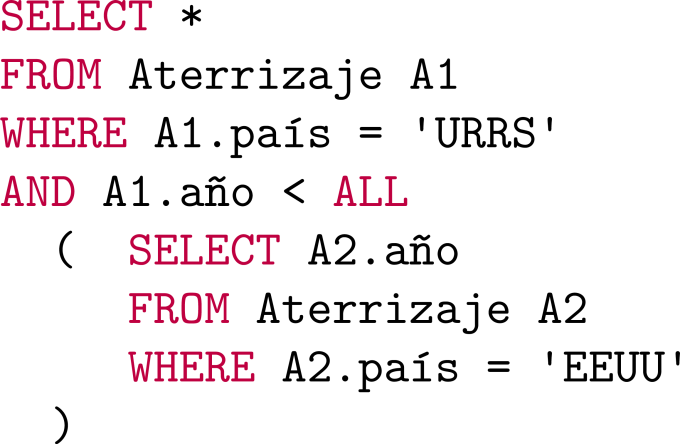 SELECT *
FROM Aterrizaje A1
WHERE A1.país = 'URRS'
AND A1.año < ALL
( SELECT A2.año
FROM Aterrizaje A2
WHERE A2.país = 'EEUU'
)